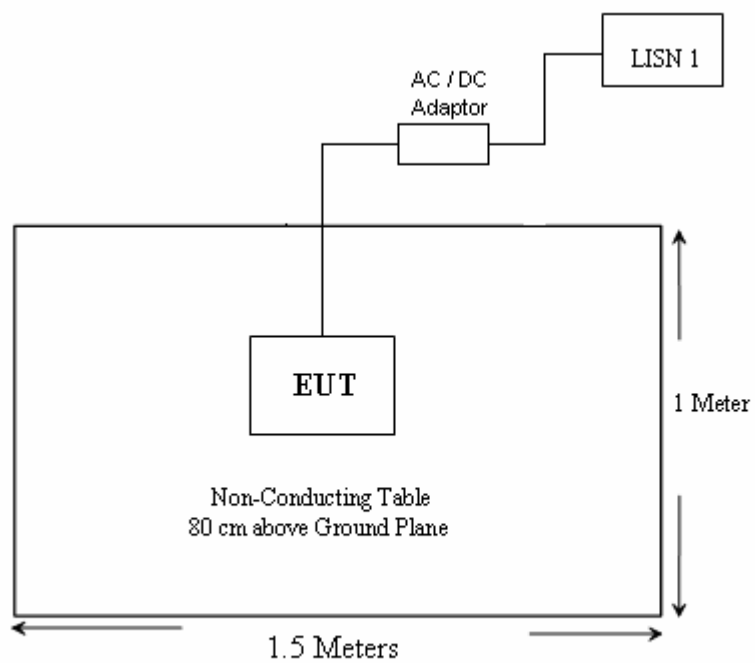 LISN 1
AC / DC
Adaptor
EUT
1 Meter
Non-Conducting Table
80 cm above Ground Plane
1.5 Meters